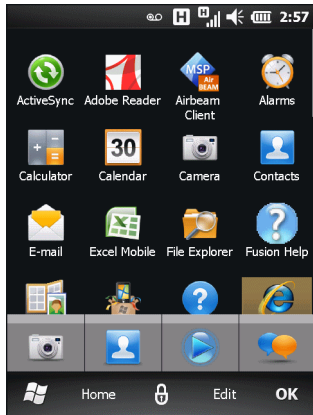 H H 2:57
ActiveSync Adobe Reader Airbeam Client Alarms
MSP Air BEAM
Calculator 30 Calendar Camera Contacts
E-mail Excel Mobile File Explorer Fusion Help
Home Edit OK